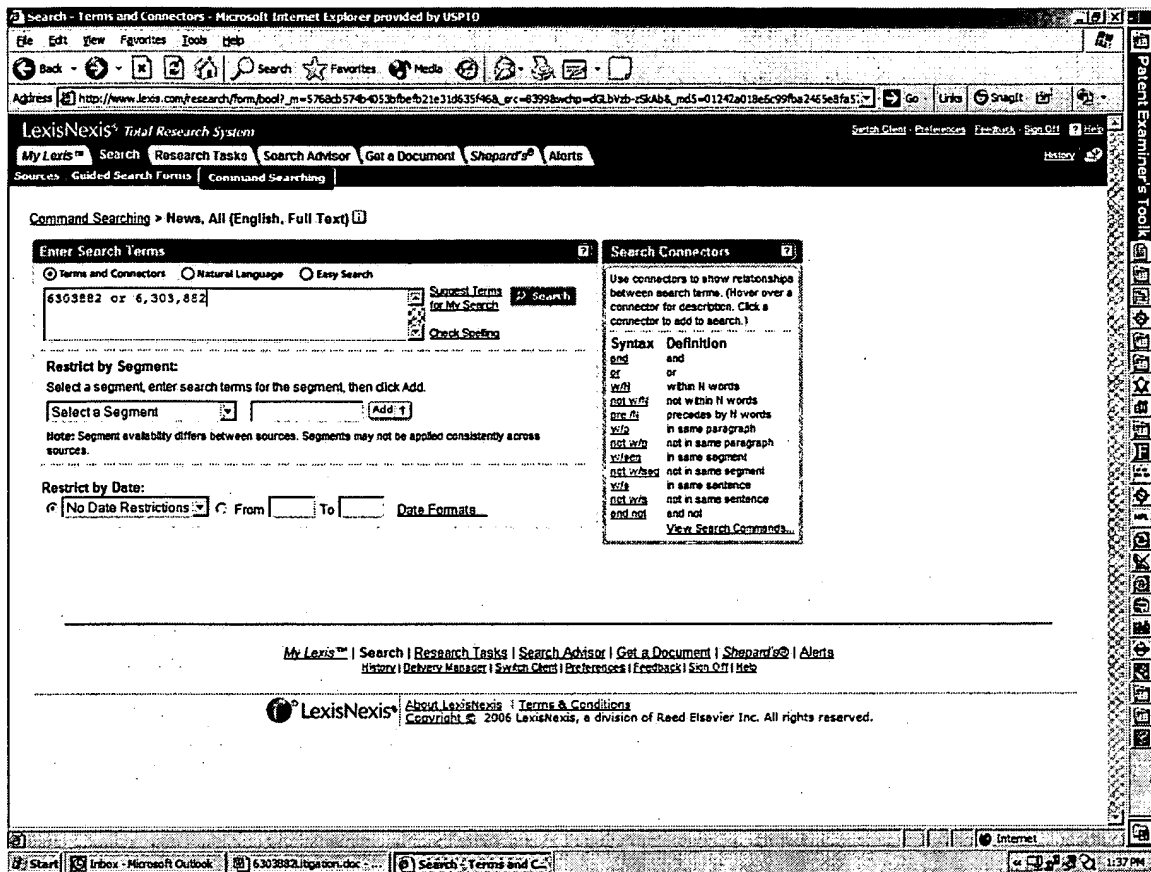 Search - Terms and Connectors - Microsoft Internet Explorer provided by USPTO
File Edit View Favorites Tools Help
Back Search Favorites Media
Address Go Links SnagIt
LexisNexis® Total Research System
Switch Client · Preferences Feedback · Sign Off ? Help
My Lexis™ Search Research Tasks Search Advisor Get a Document Shepard's® Alerts
History
Sources Guided Search Forms Command Searching
Command Searching > News, All (English, Full Text) i
Enter Search Terms ?
Terms and Connectors Natural Language Easy Search
6303882 or 6,303,882
Suggest Terms for My Search
Search
Check Spelling
Restrict by Segment:
Select a segment, enter search terms for the segment, then click Add.
Select a Segment Add ↑
Note: Segment availability differs between sources. Segments may not be applied consistently across
sources.
Restrict by Date:
No Date Restrictions From To Date Formats...
Search Connectors ?
Use connectors to show relationships
between search terms. (Hover over a
connector for description. Click a
connector to add to search.)
Syntax Definition
and and
or or
w/N within N words
not w/N not within N words
pre /N precedes by N words
w/p in same paragraph
not w/p not in same paragraph
w/seg in same segment
not w/seg not in same segment
w/s in same sentence
not w/s not in same sentence
and not and not
View Search Commands...
My Lexis™ | Search | Research Tasks | Search Advisor | Get a Document | Shepard's® | Alerts
History | Delivery Manager | Switch Client | Preferences | Feedback | Sign Off | Help
LexisNexis® About LexisNexis | Terms & Conditions
Copyright © 2006 LexisNexis, a division of Reed Elsevier Inc. All rights reserved.
Internet
Start Inbox - Microsoft Outlook 6303882Litigation.doc - ... Search - Terms and C... 1:37 PM
Patent Examiner's Toolk